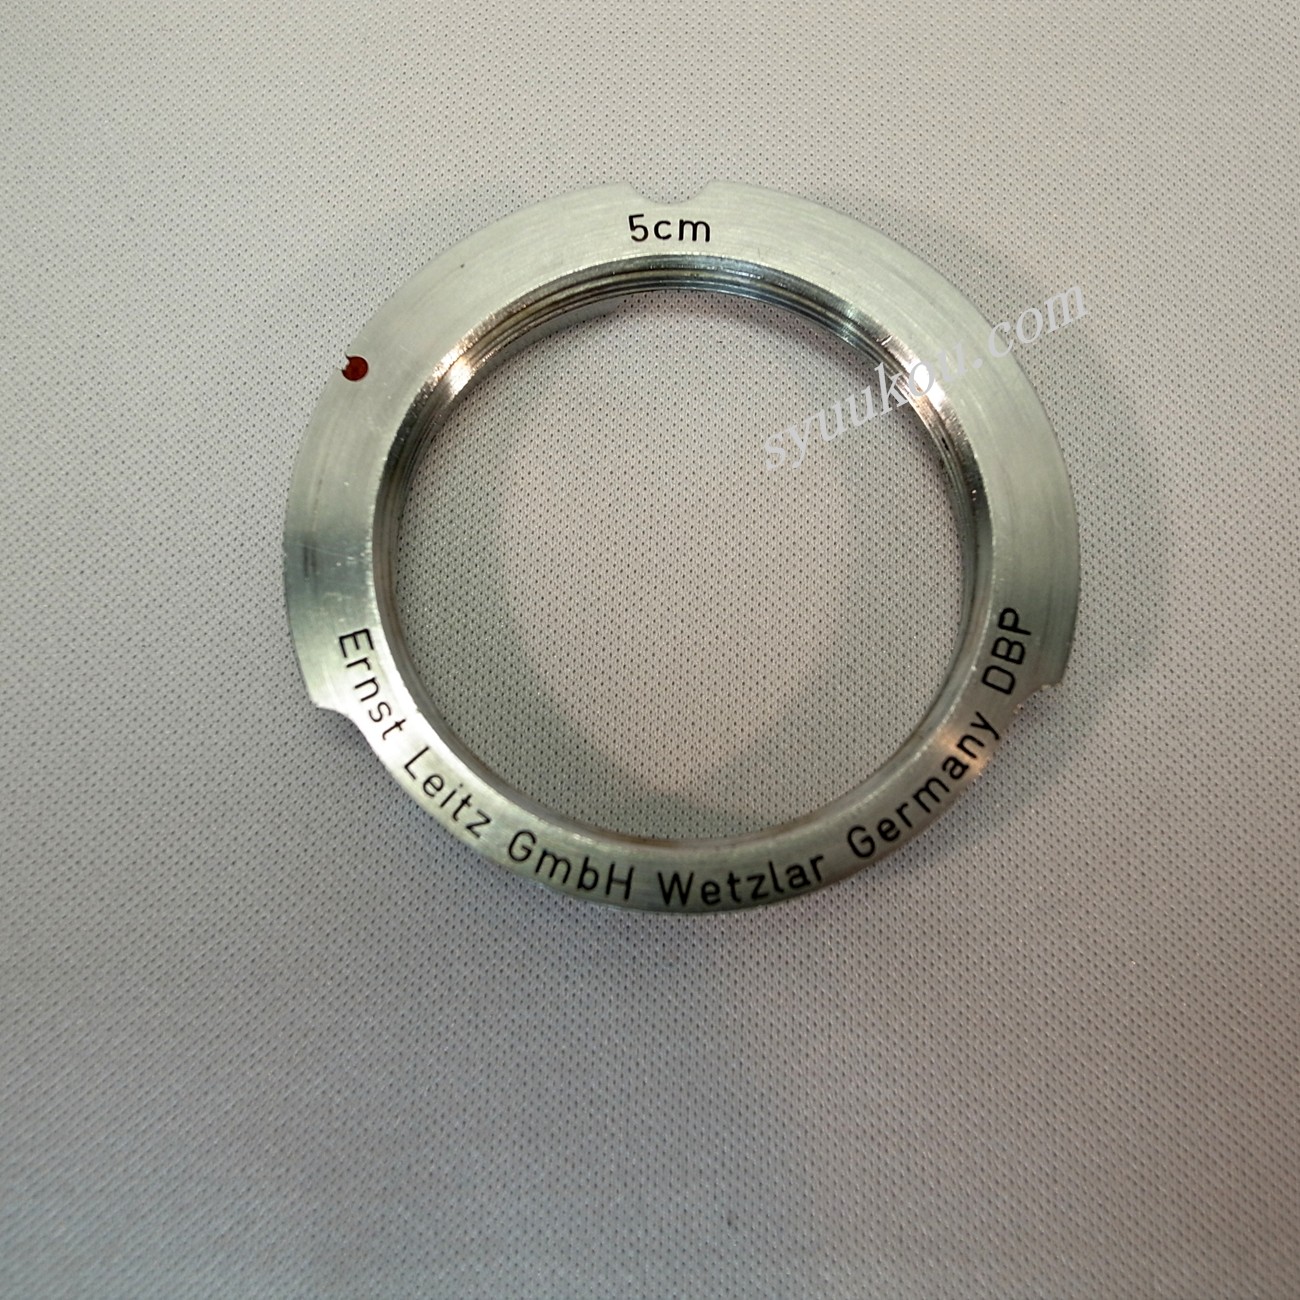 5cm
syuukou.com
Ernst Leitz GmbH Wetzlar Germany DBP